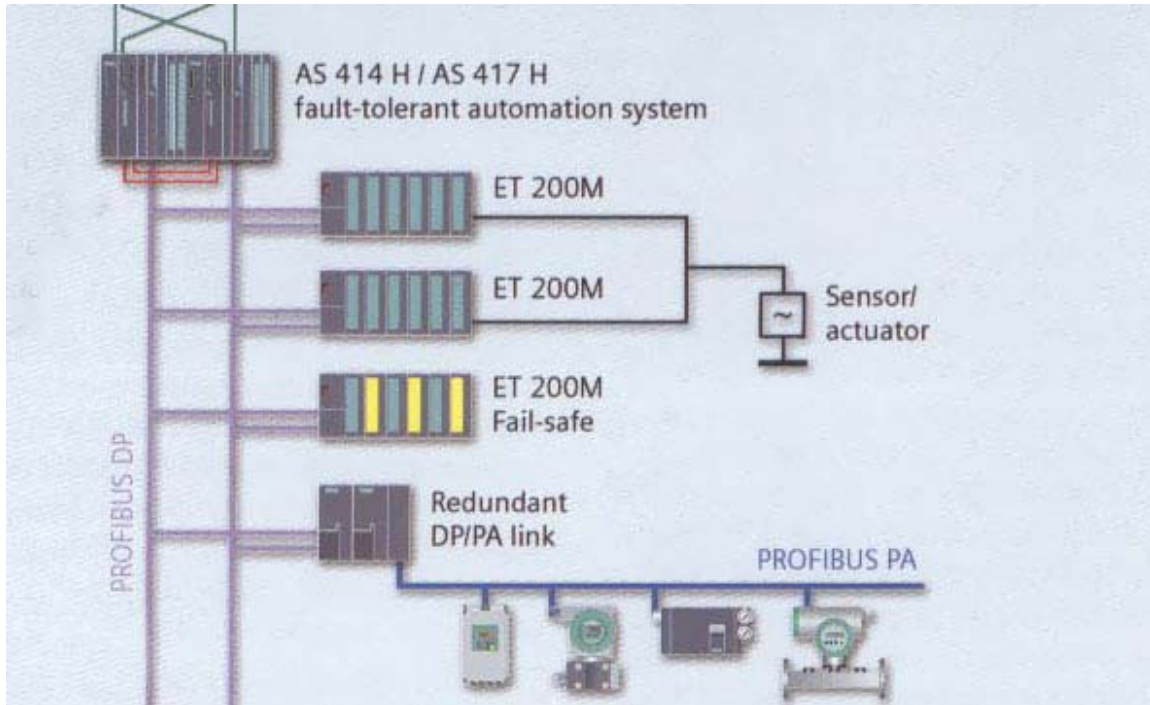 AS 414 H / AS 417 H
fault-tolerant automation system
ET 200M
ET 200M
Sensor/
actuator
~
ET 200M
Fail-safe
PROFIBUS DP
Redundant
DP/PA link
PROFIBUS PA